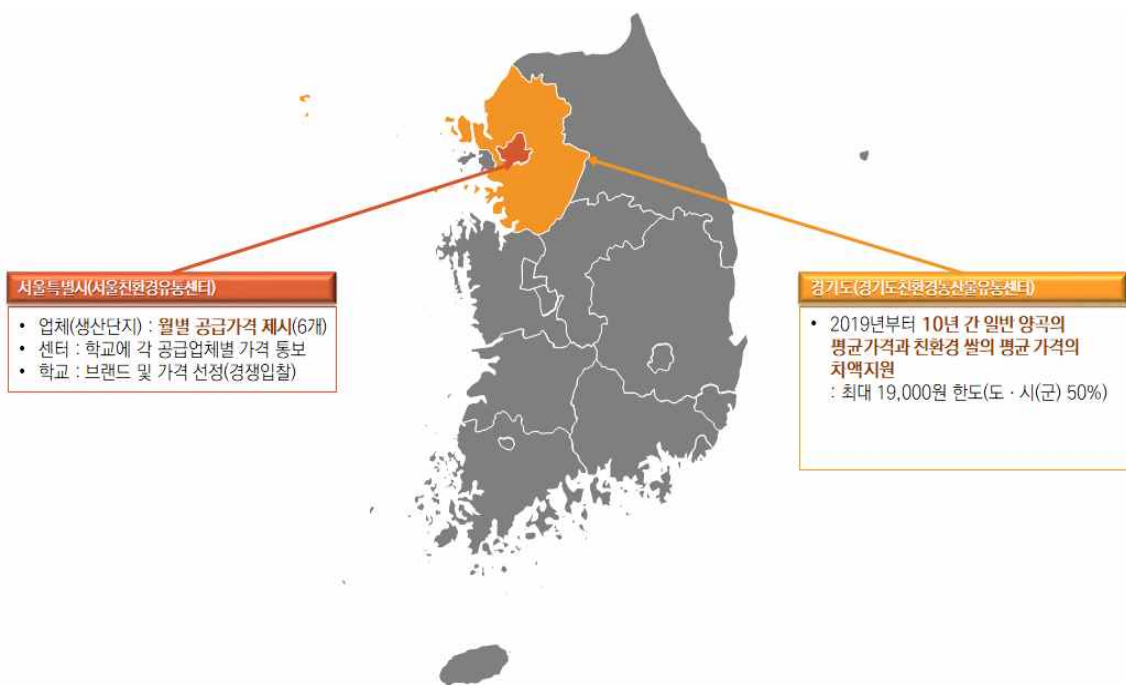 서울특별시(서울친환경유통센터)
• 업체(생산단지) : 월별 공급가격 제시(6개)
• 센터 : 학교에 각 공급업체별 가격 통보
• 학교 : 브랜드 및 가격 선정(경쟁입찰)
경기도(경기도친환경농산물유통센터)
• 2019년부터 10년 간 일반 양곡의
평균가격과 친환경 쌀의 평균 가격의
차액지원
: 최대 19,000원 한도(도 · 시(군) 50%)